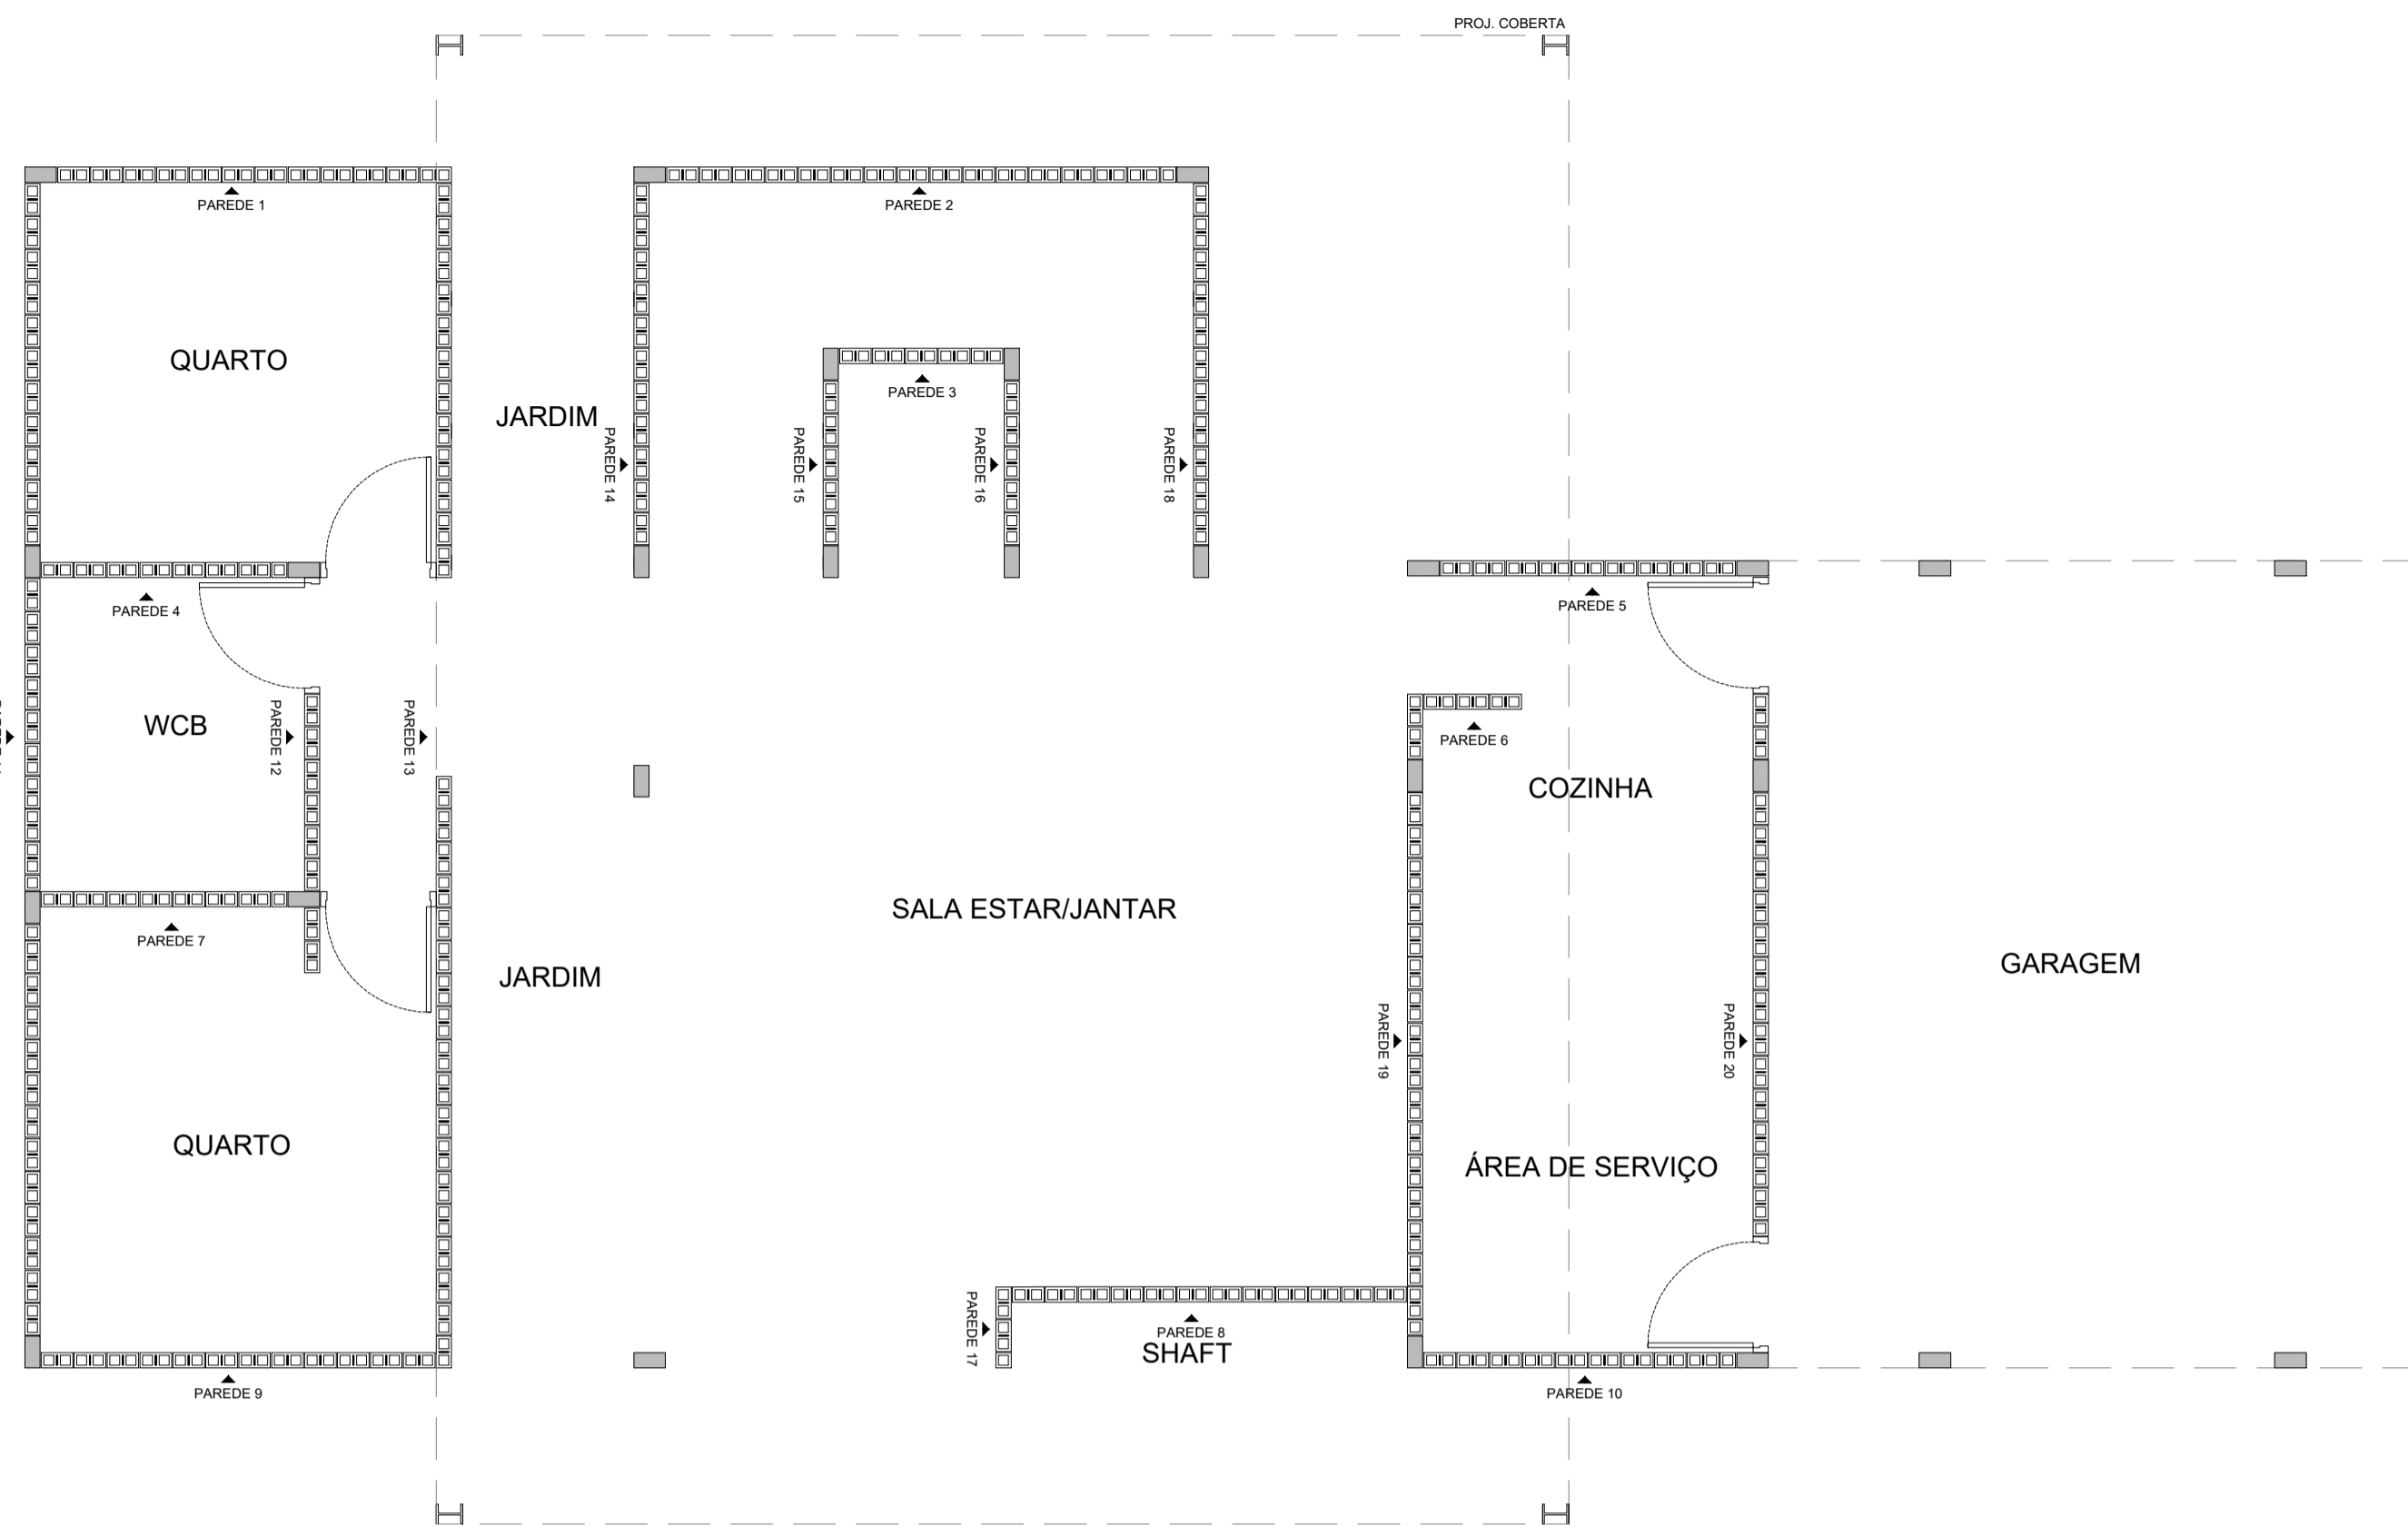 PROJ. COBERTA
PAREDE 1
PAREDE 2
QUARTO
PAREDE 3
JARDIM
PAREDE 14
PAREDE 15
PAREDE 16
PAREDE 18
PAREDE 4
PAREDE 5
WCB
PAREDE 12
PAREDE 13
PAREDE 6
COZINHA
SALA ESTAR/JANTAR
PAREDE 7
JARDIM
GARAGEM
PAREDE 19
PAREDE 20
QUARTO
ÁREA DE SERVIÇO
PAREDE 17
PAREDE 8
SHAFT
PAREDE 9
PAREDE 10